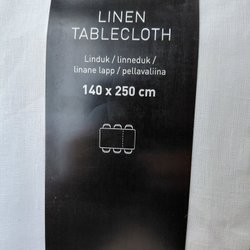 LINEN
TABLECLOTH
Linduk / linneduk /
linane lapp / pellavaliina
140 x 250 cm